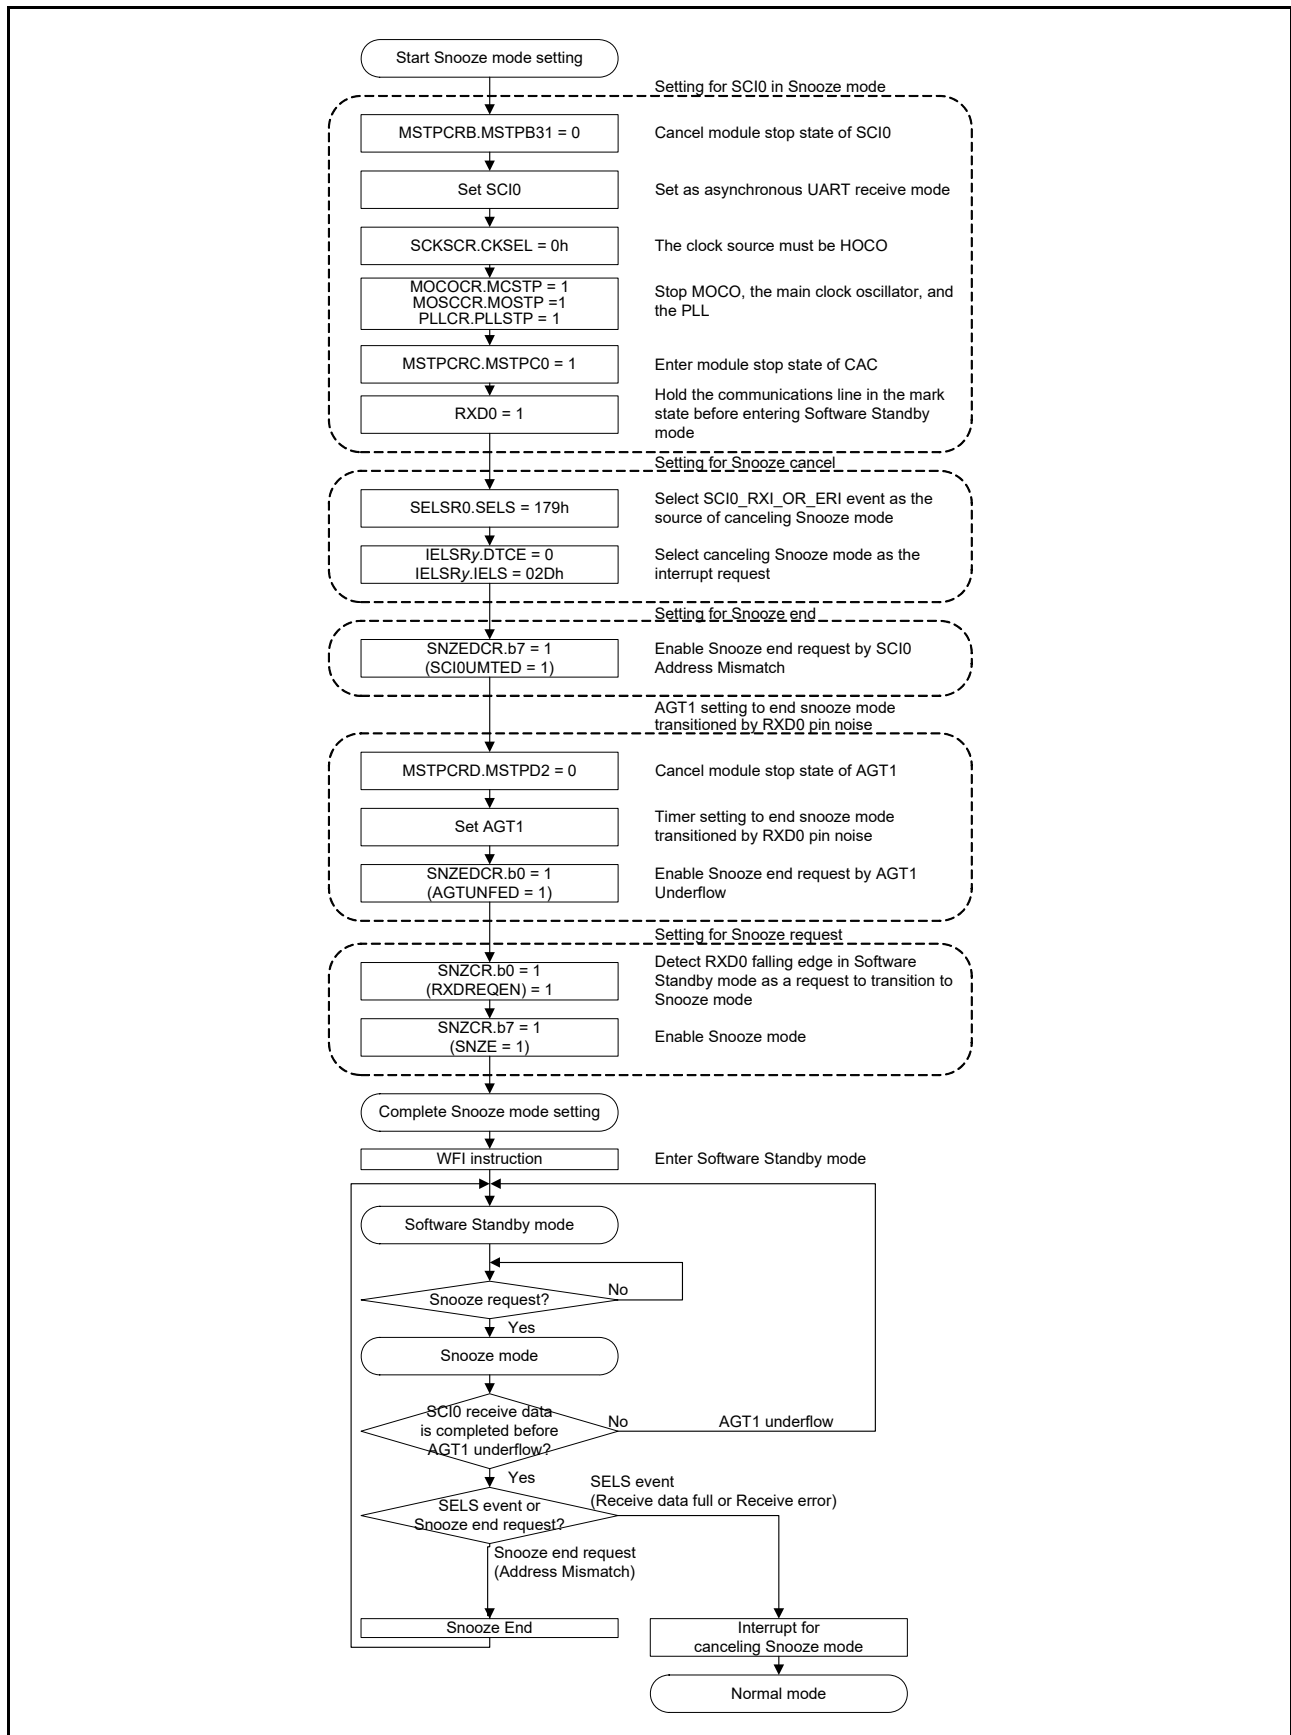 Start Snooze mode setting
Setting for SCI0 in Snooze mode
MSTPCRB.MSTPB31 = 0
Cancel module stop state of SCI0
Set SCI0
Set as asynchronous UART receive mode
SCKSCR.CKSEL = 0h
The clock source must be HOCO
MOCOCR.MCSTP = 1
MOSCCR.MOSTP =1
PLLCR.PLLSTP = 1
Stop MOCO, the main clock oscillator, and
the PLL
MSTPCRC.MSTPC0 = 1
Enter module stop state of CAC
RXD0 = 1
Hold the communications line in the mark
state before entering Software Standby
mode
Setting for Snooze cancel
SELSR0.SELS = 179h
Select SCI0_RXI_OR_ERI event as the
source of canceling Snooze mode
IELSRy.DTCE = 0
IELSRy.IELS = 02Dh
Select canceling Snooze mode as the
interrupt request
Setting for Snooze end
SNZEDCR.b7 = 1
(SCI0UMTED = 1)
Enable Snooze end request by SCI0
Address Mismatch
AGT1 setting to end snooze mode
transitioned by RXD0 pin noise
MSTPCRD.MSTPD2 = 0
Cancel module stop state of AGT1
Set AGT1
Timer setting to end snooze mode
transitioned by RXD0 pin noise
SNZEDCR.b0 = 1
(AGTUNFED = 1)
Enable Snooze end request by AGT1
Underflow
Setting for Snooze request
SNZCR.b0 = 1
(RXDREQEN) = 1
Detect RXD0 falling edge in Software
Standby mode as a request to transition to
Snooze mode
SNZCR.b7 = 1
(SNZE = 1)
Enable Snooze mode
Complete Snooze mode setting
WFI instruction
Enter Software Standby mode
Software Standby mode
Snooze request?
No
Yes
Snooze mode
SCI0 receive data
is completed before
AGT1 underflow?
No
AGT1 underflow
Yes
SELS event
(Receive data full or Receive error)
SELS event or
Snooze end request?
Snooze end request
(Address Mismatch)
Snooze End
Interrupt for
canceling Snooze mode
Normal mode